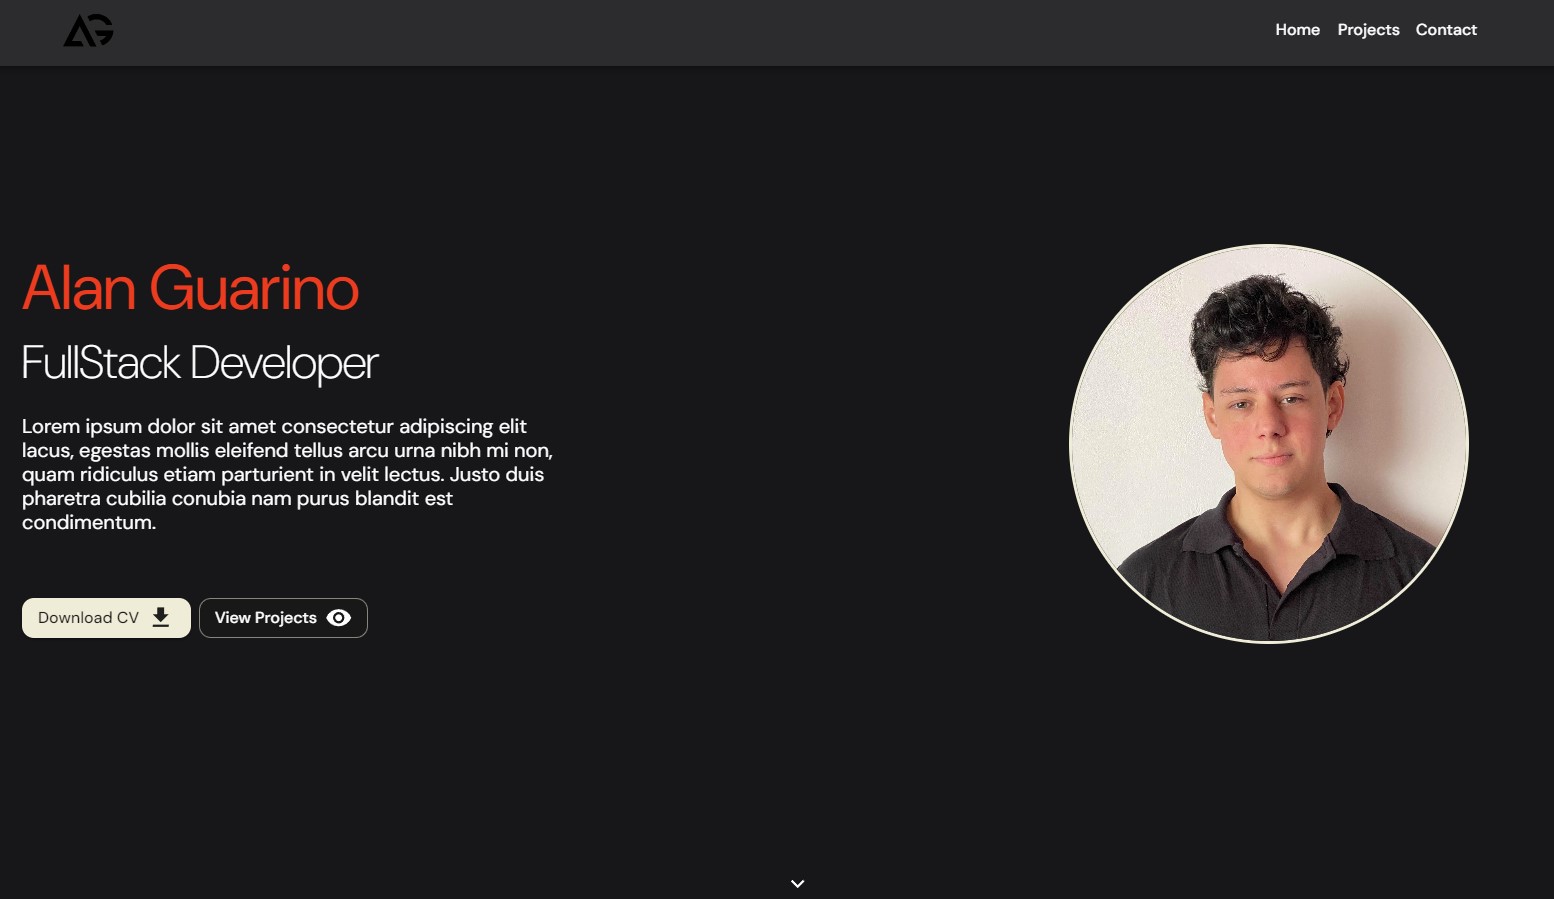 AG
Home Projects Contact
Alan Guarino
FullStack Developer
Lorem ipsum dolor sit amet consectetur adipiscing elit
lacus, egestas mollis eleifend tellus arcu urna nibh mi non,
quam ridiculus etiam parturient in velit lectus. Justo duis
pharetra cubilia conubia nam purus blandit est
condimentum.
Download CV
View Projects